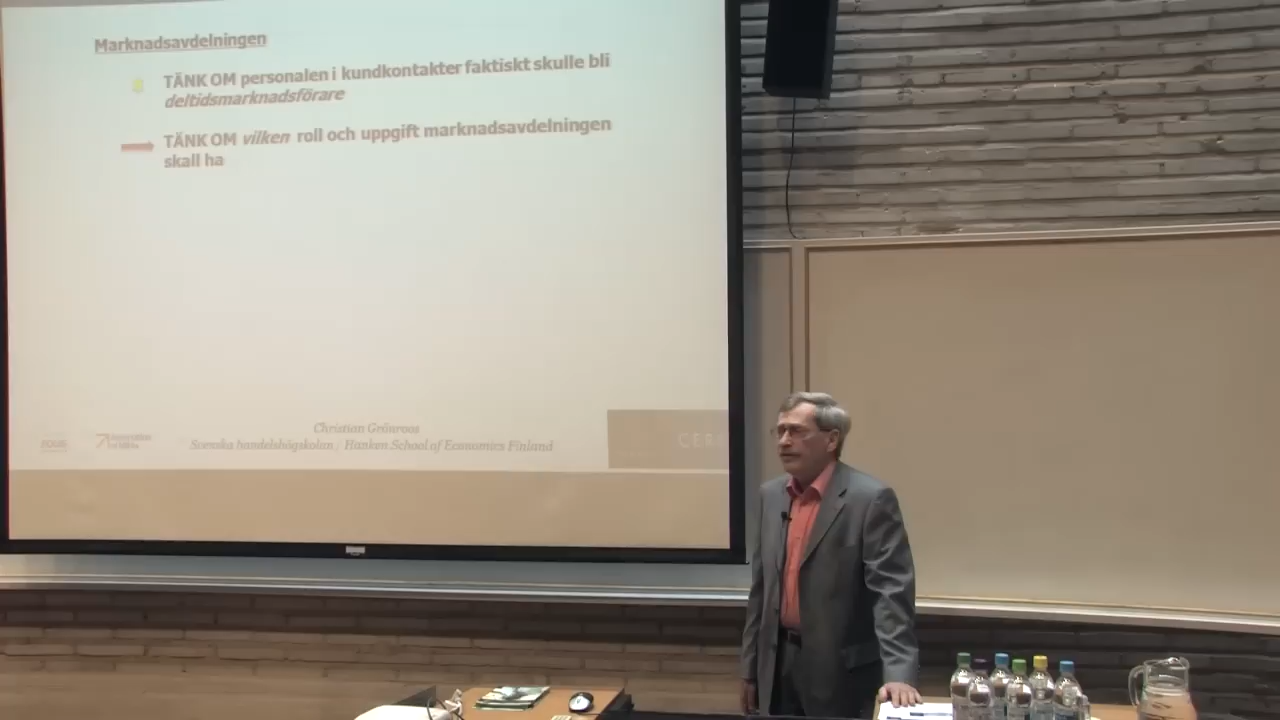 Marknadsavdelningen
TÄNK OM personalen i kundkontakter faktiskt skulle bli
deltidsmarknadsförare
TÄNK OM vilken roll och uppgift marknadsavdelningen
skall ha
Christian Grönroos
Svenska handelshögskolan / Hanken School of Economics Finland
CER